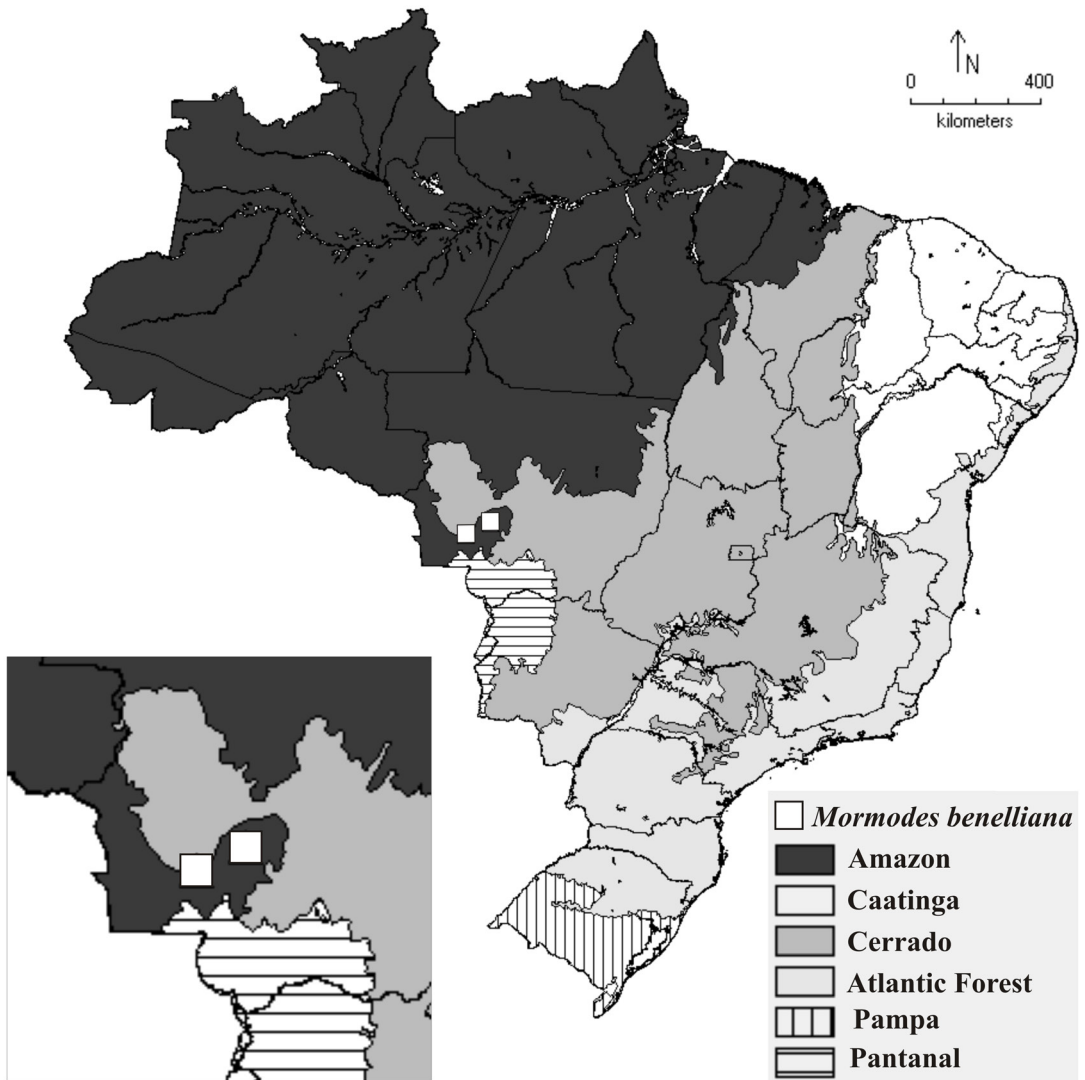 N
0 400
kilometers
Mormodes benelliana
Amazon
Caatinga
Cerrado
Atlantic Forest
Pampa
Pantanal